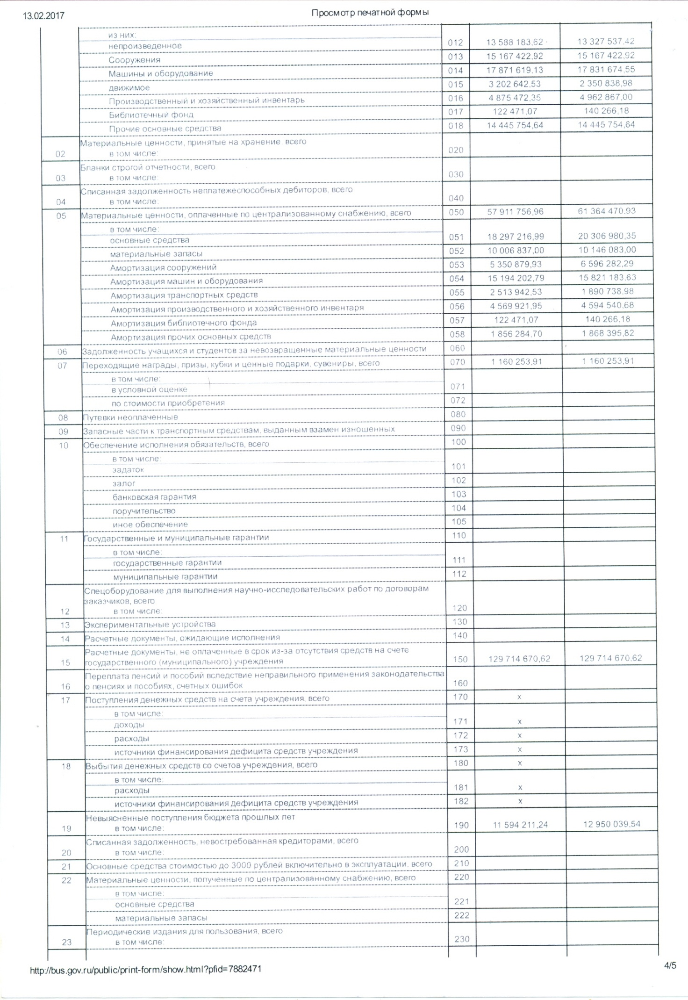 13.02.2017 Просмотр печатной формы
из них:
непроизведенное 012 13 588 183,62 13 327 537,42
Сооружения 013 15 167 422,92 15 167 422,92
Машины и оборудование 014 17 871 619,13 17 831 674,55
движимое 015 3 202 642,53 2 350 838,98
Производственный и хозяйственный инвентарь 016 4 875 472,35 4 962 867,00
Библиотечный фонд 017 122 471,07 140 266,18
Прочие основные средства 018 14 445 754,64 14 445 754,64
Материальные ценности, принятые на хранение, всего
02 в том числе: 020
Бланки строгой отчетности, всего
03 в том числе: 030
Списанная задолженность неплатежеспособных дебиторов, всего
04 в том числе: 040
05 Материальные ценности, оплаченные по централизованному снабжению, всего 050 57 911 756,96 61 364 470,93
в том числе:
основные средства 051 18 297 216,99 20 306 980,35
материальные запасы 052 10 006 837,00 10 146 083,00
Амортизация сооружений 053 5 350 879,93 6 596 282,29
Амортизация машин и оборудования 054 15 194 202,79 15 821 183,63
Амортизация транспортных средств 055 2 513 942,53 1 890 738,98
Амортизация производственного и хозяйственного инвентаря 056 4 569 921,95 4 594 540,68
Амортизация библиотечного фонда 057 122 471,07 140 266,18
Амортизация прочих основных средств 058 1 856 284,70 1 868 395,82
06 Задолженность учащихся и студентов за невозвращенные материальные ценности 060
07 Переходящие награды, призы, кубки и ценные подарки, сувениры, всего 070 1 160 253,91 1 160 253,91
в том числе:
в условной оценке 071
по стоимости приобретения 072
08 Путевки неоплаченные 080
09 Запасные части к транспортным средствам, выданным взамен изношенных 090
10 Обеспечение исполнения обязательств, всего 100
в том числе:
задаток 101
залог 102
банковская гарантия 103
поручительство 104
иное обеспечение 105
11 Государственные и муниципальные гарантии 110
в том числе:
государственные гарантии 111
муниципальные гарантии 112
Спецоборудование для выполнения научно-исследовательских работ по договорам
заказчиков, всего
12 в том числе: 120
13 Экспериментальные устройства 130
14 Расчетные документы, ожидающие исполнения 140
Расчетные документы, не оплаченные в срок из-за отсутствия средств на счете
15 государственного (муниципального) учреждения 150 129 714 670,62 129 714 670,62
Переплата пенсий и пособий вследствие неправильного применения законодательства
16 о пенсиях и пособиях, счетных ошибок 160
17 Поступления денежных средств на счета учреждения, всего 170 x
в том числе:
доходы 171 x
расходы 172 x
источники финансирования дефицита средств учреждения 173 x
18 Выбытия денежных средств со счетов учреждения, всего 180 x
в том числе:
расходы 181 x
источники финансирования дефицита средств учреждения 182 x
Невыясненные поступления бюджета прошлых лет
19 в том числе: 190 11 594 211,24 12 950 039,54
Списанная задолженность, невостребованная кредиторами, всего
20 в том числе: 200
21 Основные средства стоимостью до 3000 рублей включительно в эксплуатации, всего 210
22 Материальные ценности, полученные по централизованному снабжению, всего 220
в том числе:
основные средства 221
материальные запасы 222
Периодические издания для пользования, всего
23 в том числе: 230
http://bus.gov.ru/public/print-form/show.html?pfid=7882471 4/5